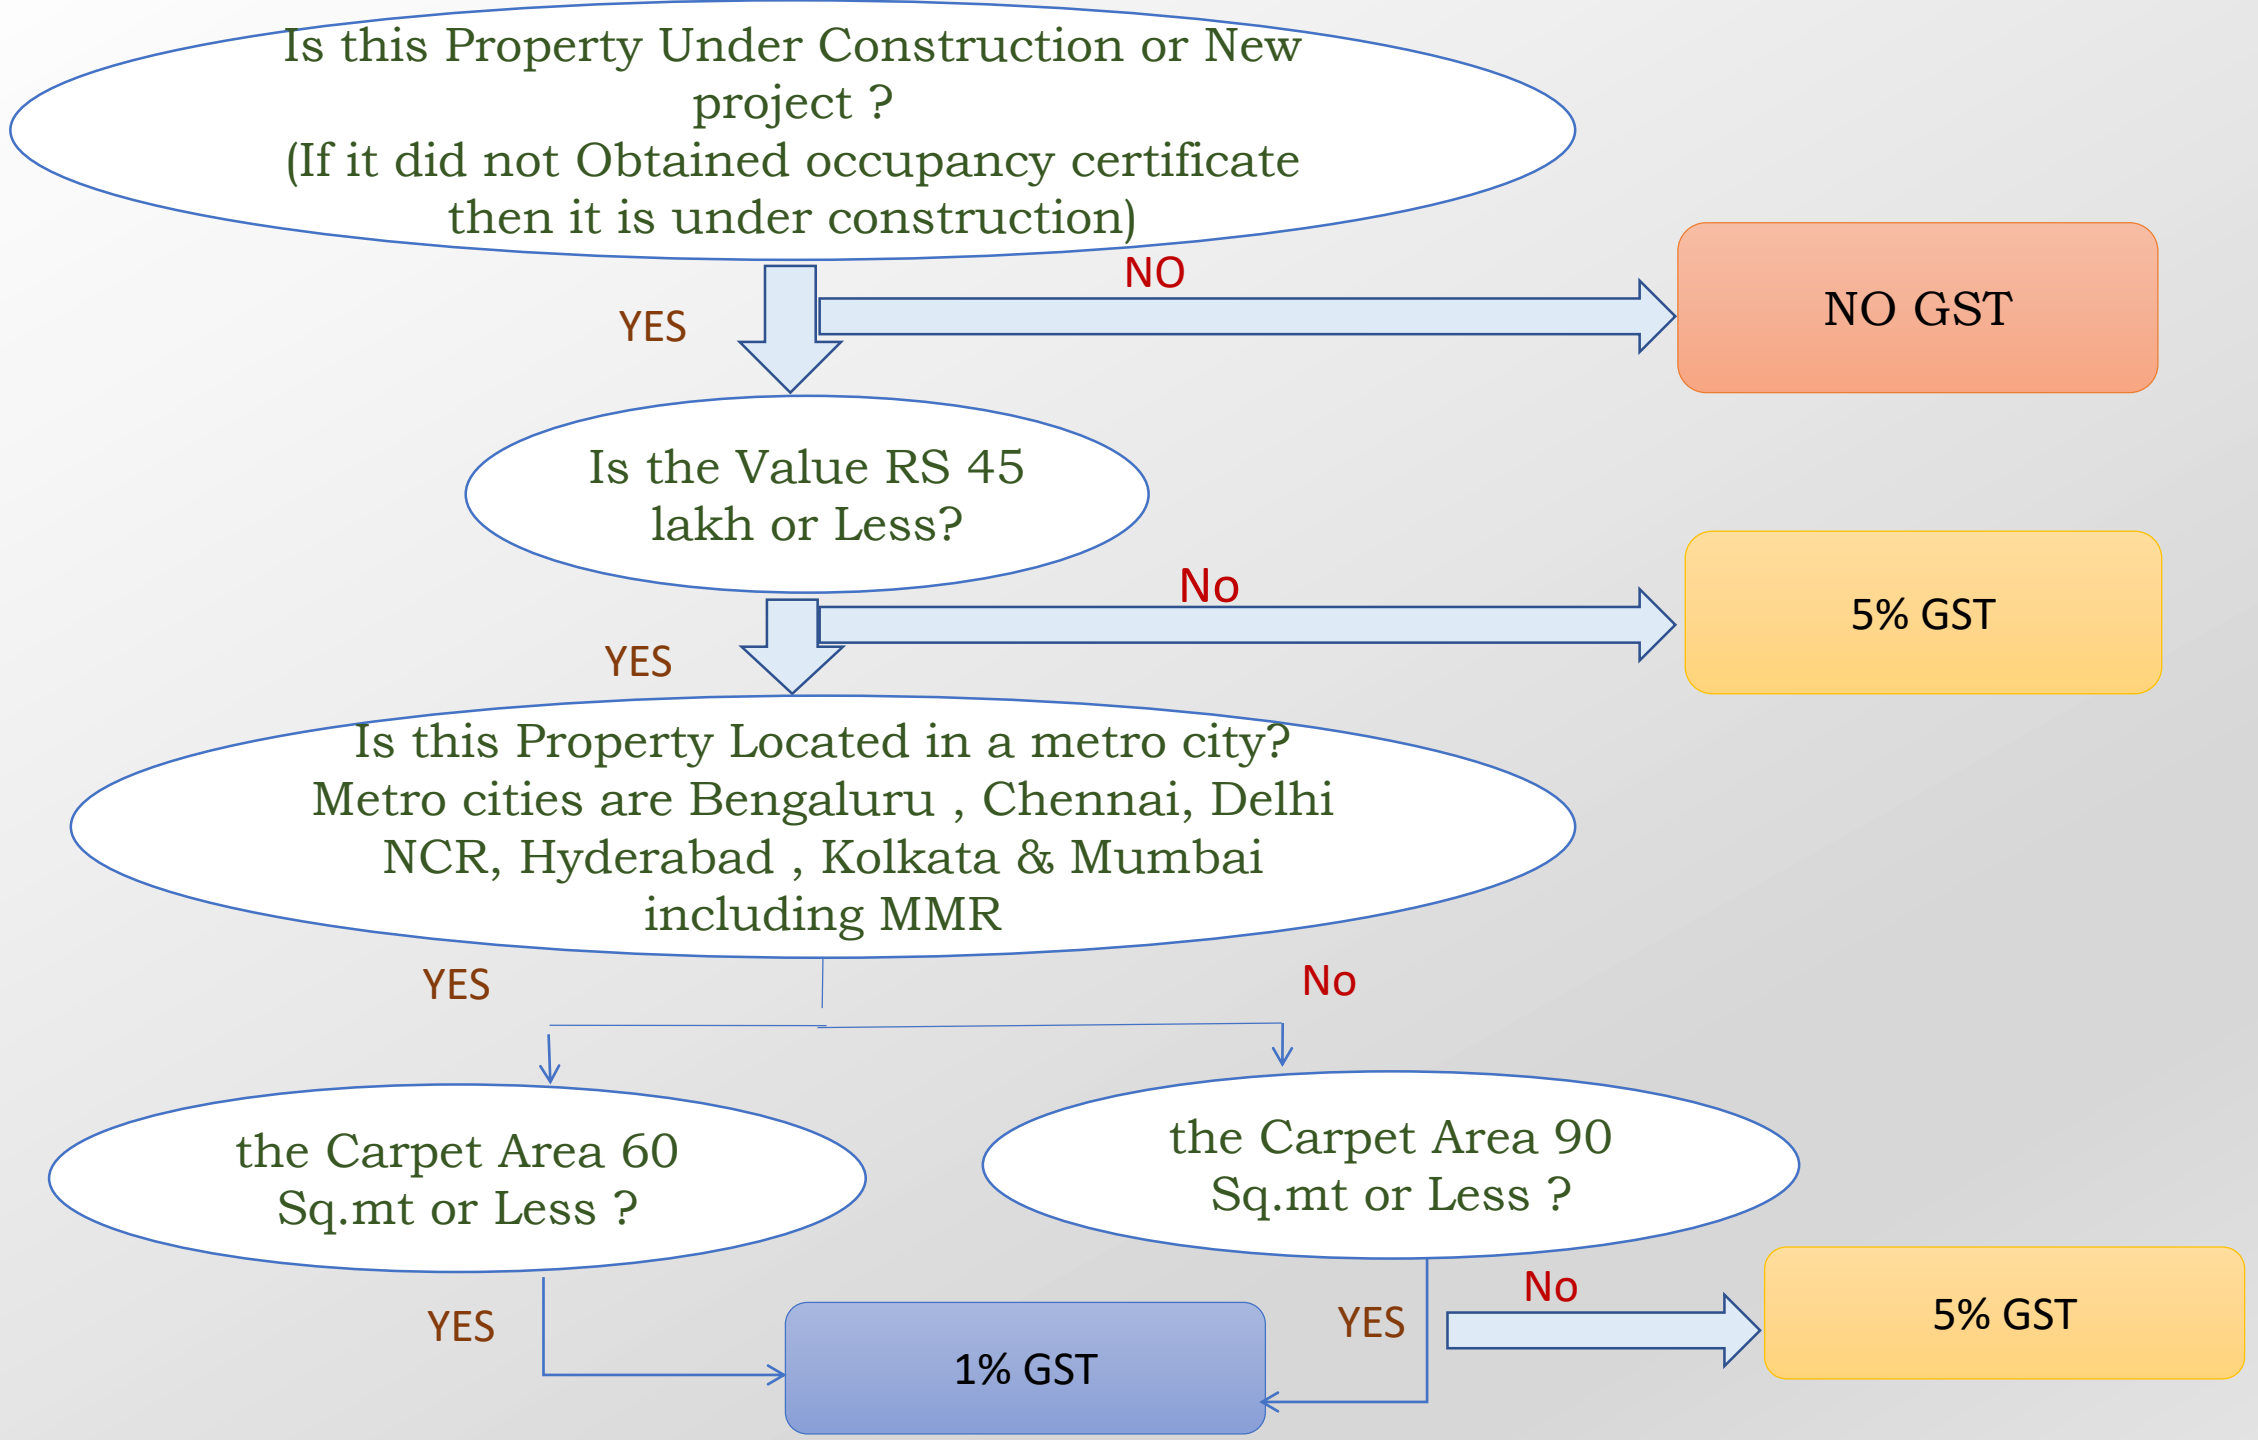 Is this Property Under Construction or New
project ?
(If it did not Obtained occupancy certificate
then it is under construction)
NO
YES
NO GST
Is the Value RS 45
lakh or Less?
No
YES
5% GST
Is this Property Located in a metro city?
Metro cities are Bengaluru , Chennai, Delhi
NCR, Hyderabad , Kolkata & Mumbai
including MMR
YES
No
the Carpet Area 60
Sq.mt or Less ?
the Carpet Area 90
Sq.mt or Less ?
YES
1% GST
YES
No
5% GST